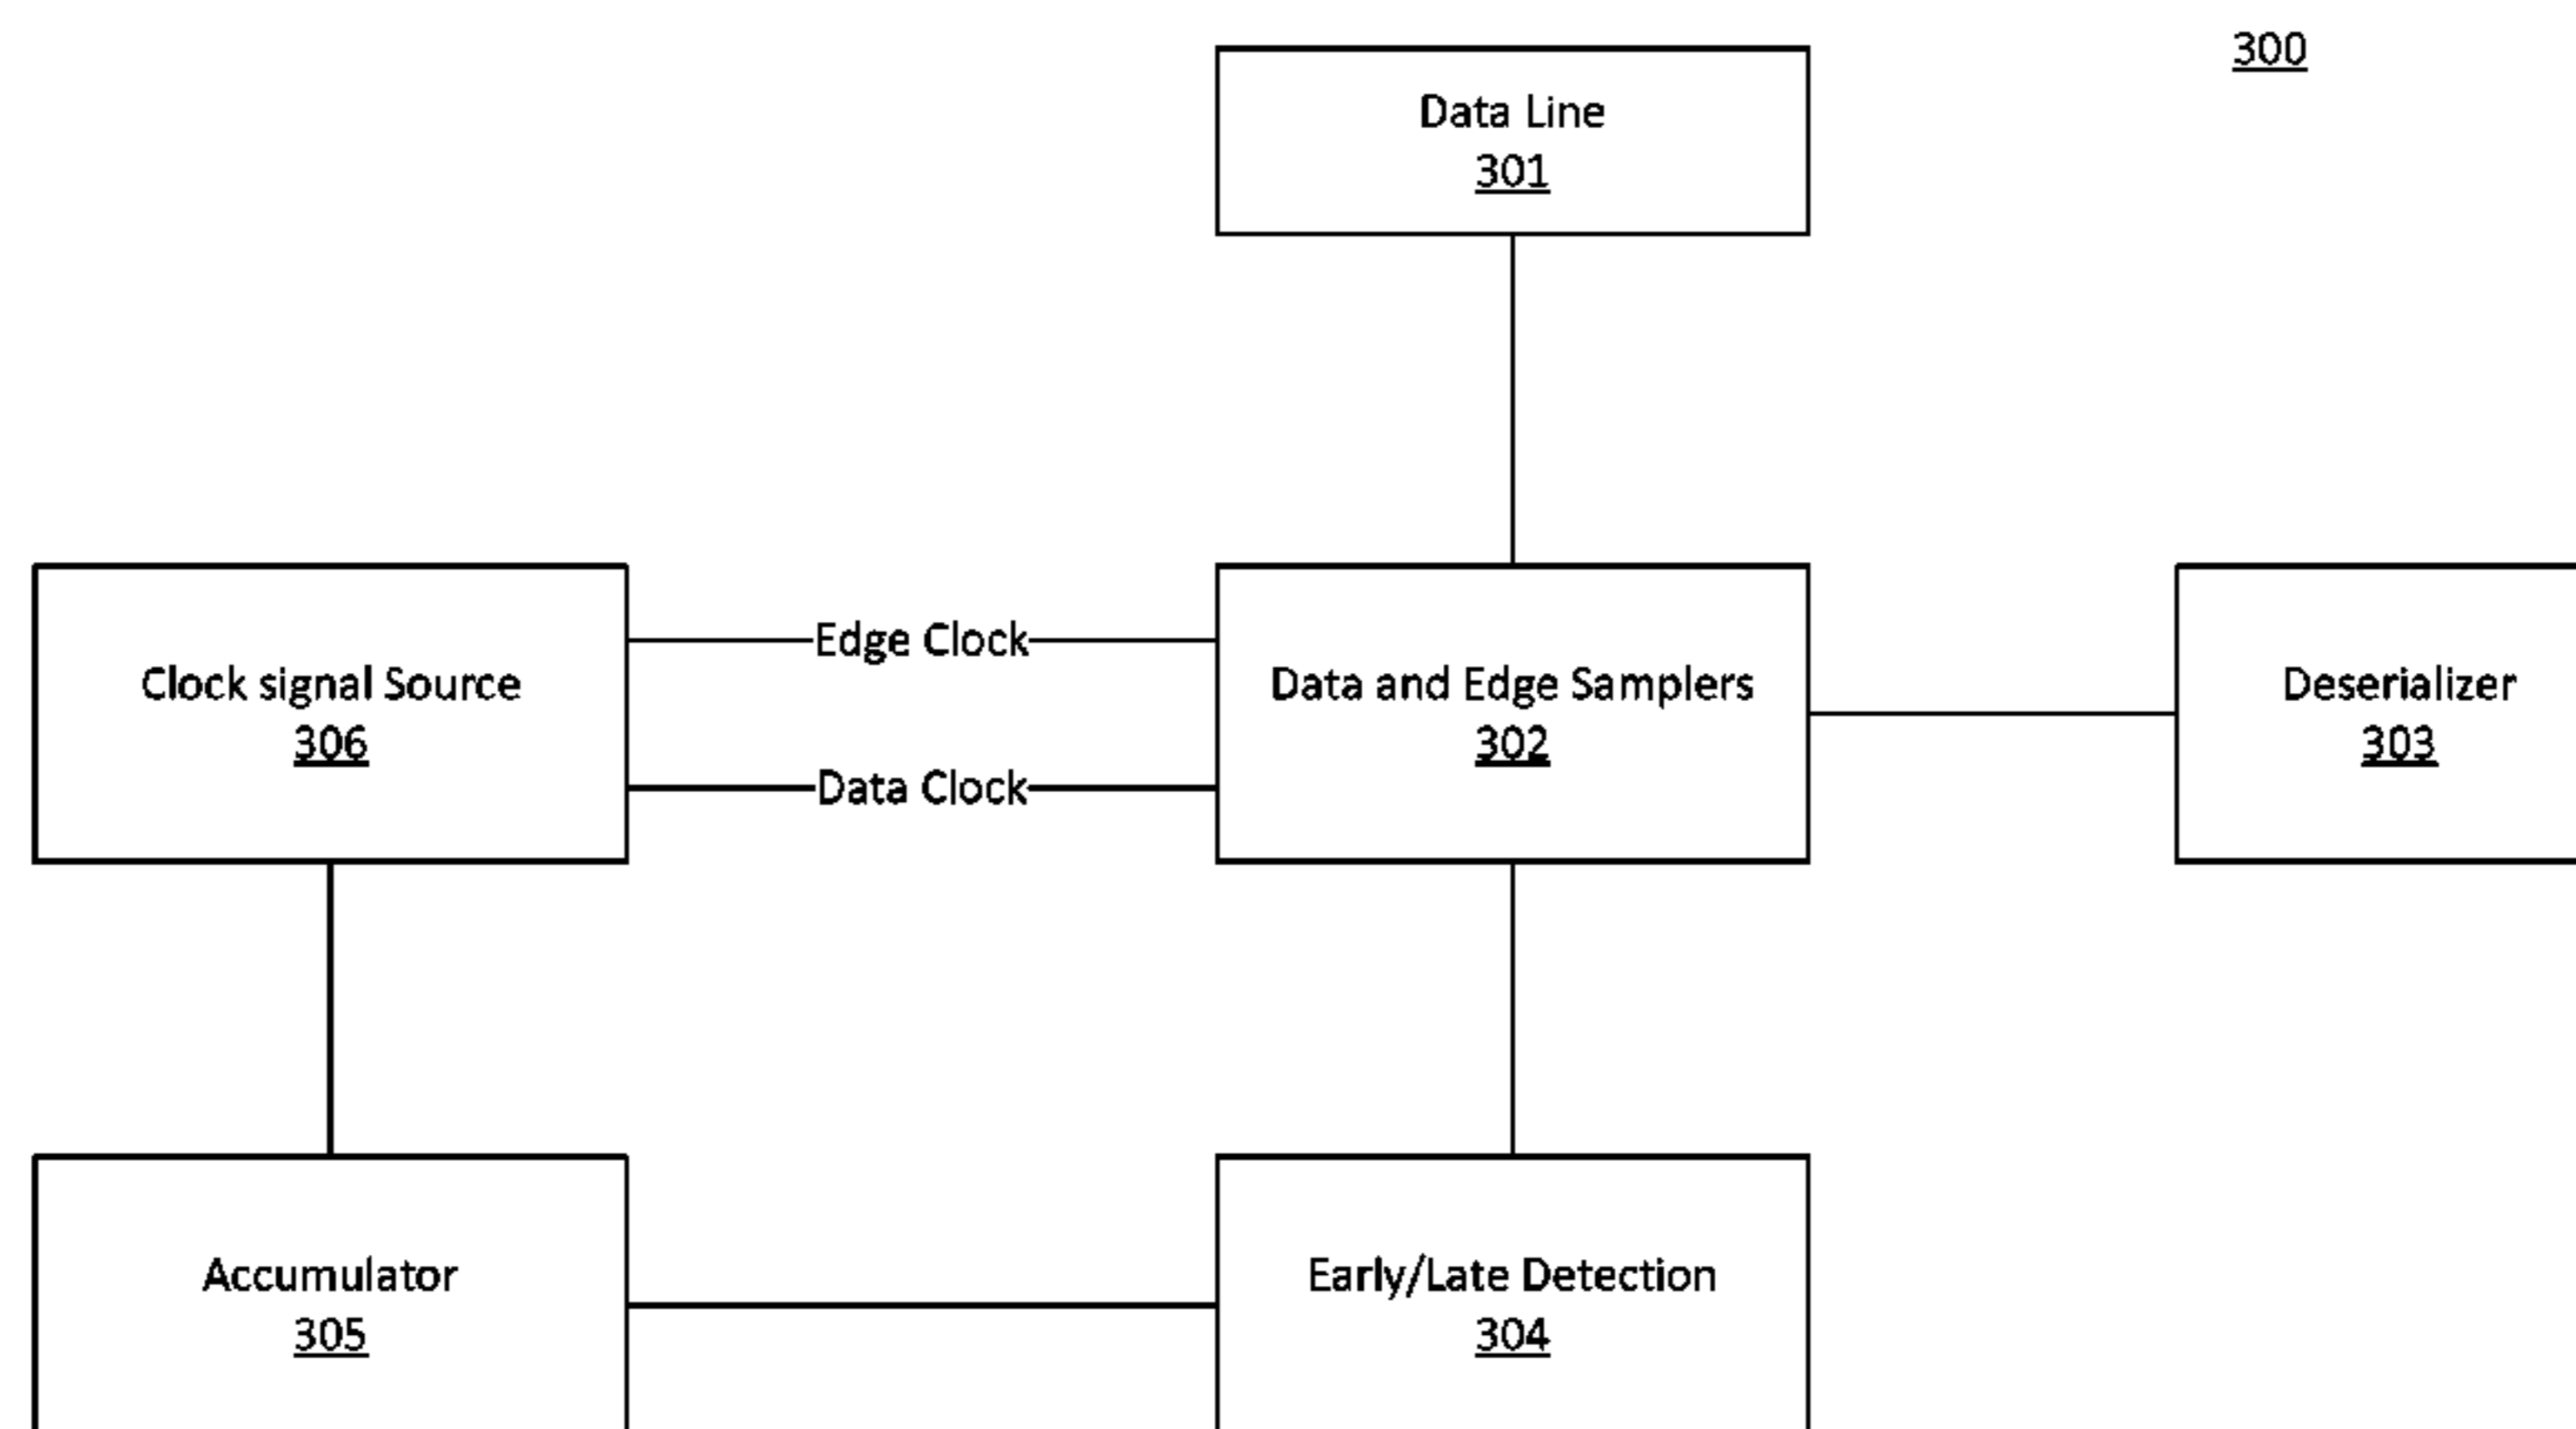 300
Data Line
301
Edge Clock
Clock signal Source
306
Data and Edge Samplers
302
Deserializer
303
Data Clock
Accumulator
305
Early/Late Detection
304